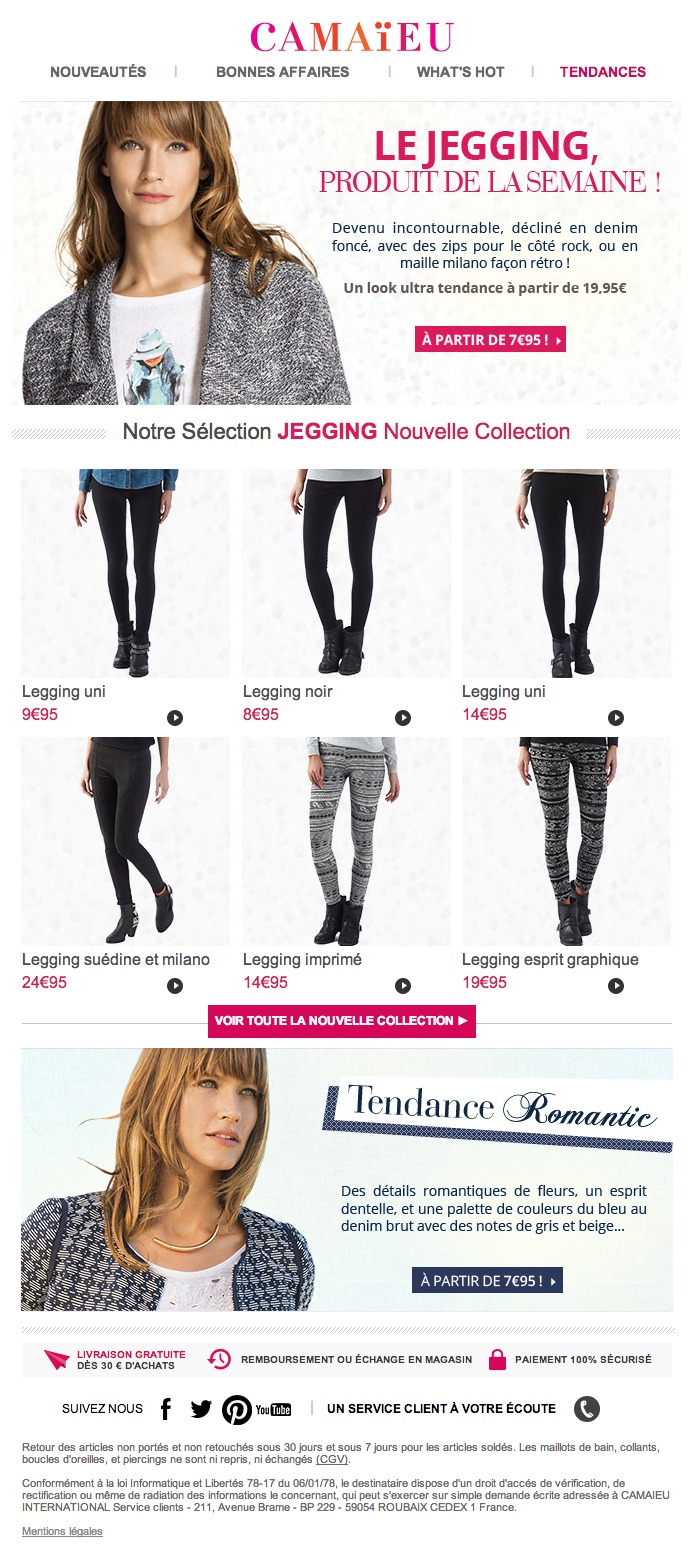 CAMAïEU
NOUVEAUTÉS | BONNES AFFAIRES | WHAT'S HOT | TENDANCES
LE JEGGING,
PRODUIT DE LA SEMAINE !
Devenu incontournable, décliné en denim
foncé, avec des zips pour le côté rock, ou en
maille milano façon rétro !
Un look ultra tendance à partir de 19,95€
À PARTIR DE 7€95 !
Notre Sélection JEGGING Nouvelle Collection
Legging uni
9€95
Legging noir
8€95
Legging uni
14€95
Legging suédine et milano
24€95
Legging imprimé
14€95
Legging esprit graphique
19€95
VOIR TOUTE LA NOUVELLE COLLECTION
Tendance Romantic
Des détails romantiques de fleurs, un esprit
dentelle, et une palette de couleurs du bleu au
denim brut avec des notes de gris et beige...
À PARTIR DE 7€95 !
LIVRAISON GRATUITE
DÈS 30 € D'ACHATS
REMBOURSEMENT OU ÉCHANGE EN MAGASIN
PAIEMENT 100% SÉCURISÉ
SUIVEZ NOUS
You Tube
UN SERVICE CLIENT À VOTRE ÉCOUTE
Retour des articles non portés et non retouchés sous 30 jours et sous 7 jours pour les articles soldés. Les maillots de bain, collants,
boucles d'oreilles, et piercings ne sont ni repris, ni échangés (CGV).
Conformément à la loi Informatique et Libertés 78-17 du 06/01/78, le destinataire dispose d'un droit d'accés de vérification, de
rectification ou même de radiation des informations le concernant, qui peut s'exercer sur simple demande écrite adressée à CAMAIEU
INTERNATIONAL Service clients - 211, Avenue Brame - BP 229 - 59054 ROUBAIX CEDEX 1 France.
Mentions légales